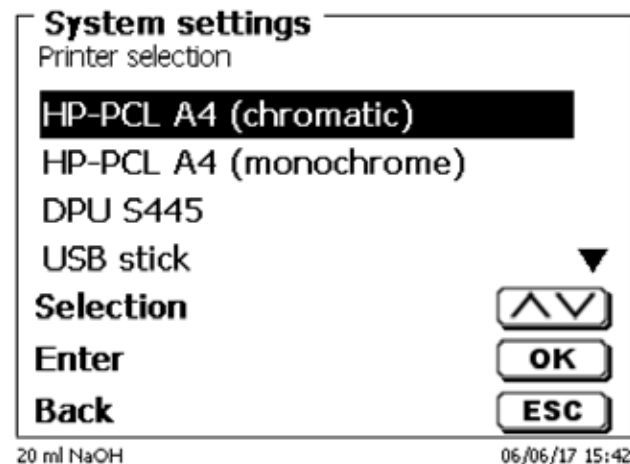 System settings
Printer selection
HP-PCL A4 (chromatic)
HP-PCL A4 (monochrome)
DPU S445
USB stick
Selection
Enter OK
Back ESC
20 ml NaOH 06/06/17 15:42